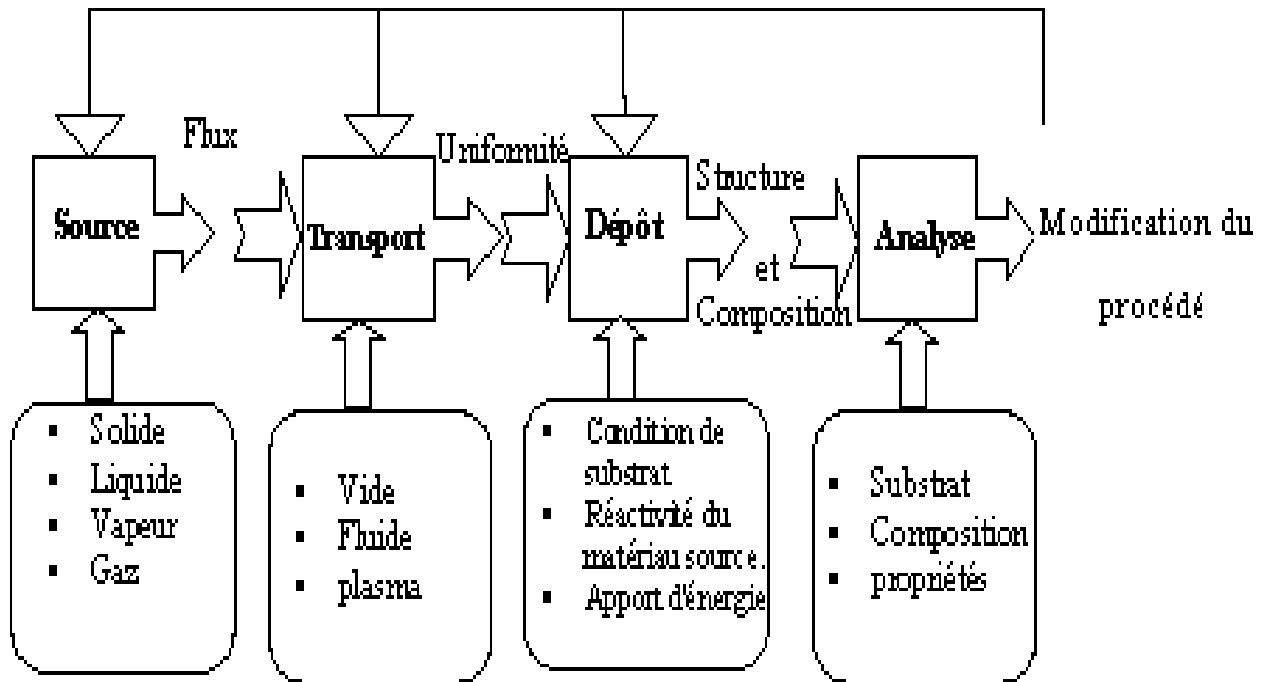 Flux
Uniformité
Structure
et
Composition
Source
Transport
Dépôt
Analyse
Modification du
procédé
▪ Solide
▪ Liquide
▪ Vapeur
▪ Gaz
▪ Vide
▪ Fluide
▪ plasma
▪ Condition de
substrat
▪ Réactivité du
matériau source.
▪ Apport d'énergie
▪ Substrat
▪ Composition
▪ propriétés